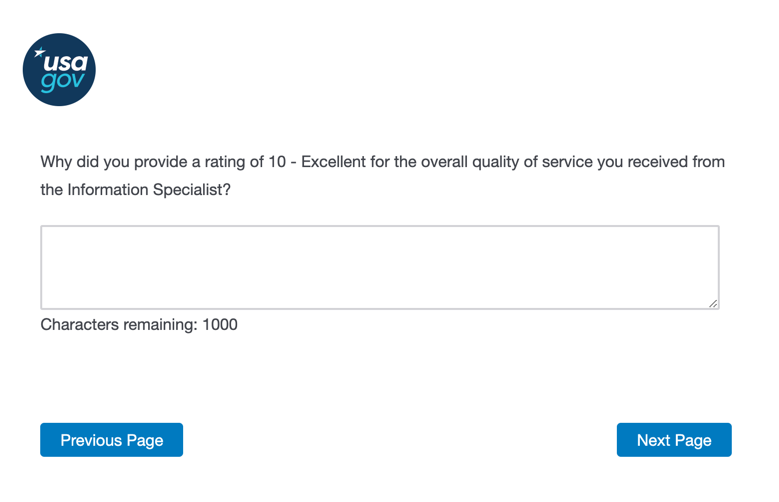 usa
gov
Why did you provide a rating of 10 - Excellent for the overall quality of service you received from
the Information Specialist?
Characters remaining: 1000
Previous Page
Next Page